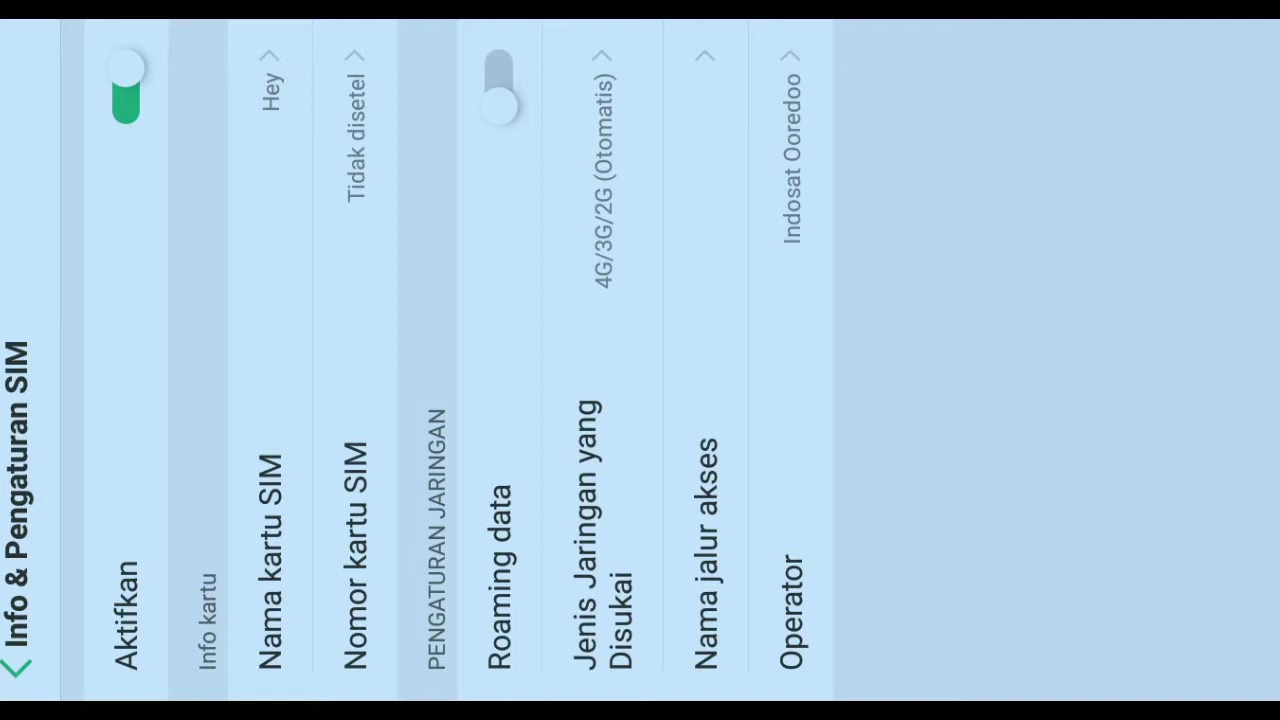 Info & Pengaturan SIM
Aktifkan
Info kartu
Nama kartu SIM Hey
Nomor kartu SIM Tidak disetel
PENGATURAN JARINGAN
Roaming data
Jenis Jaringan yang 4G/3G/2G (Otomatis)
Disukai
Nama jalur akses
Operator Indosat Ooredoo